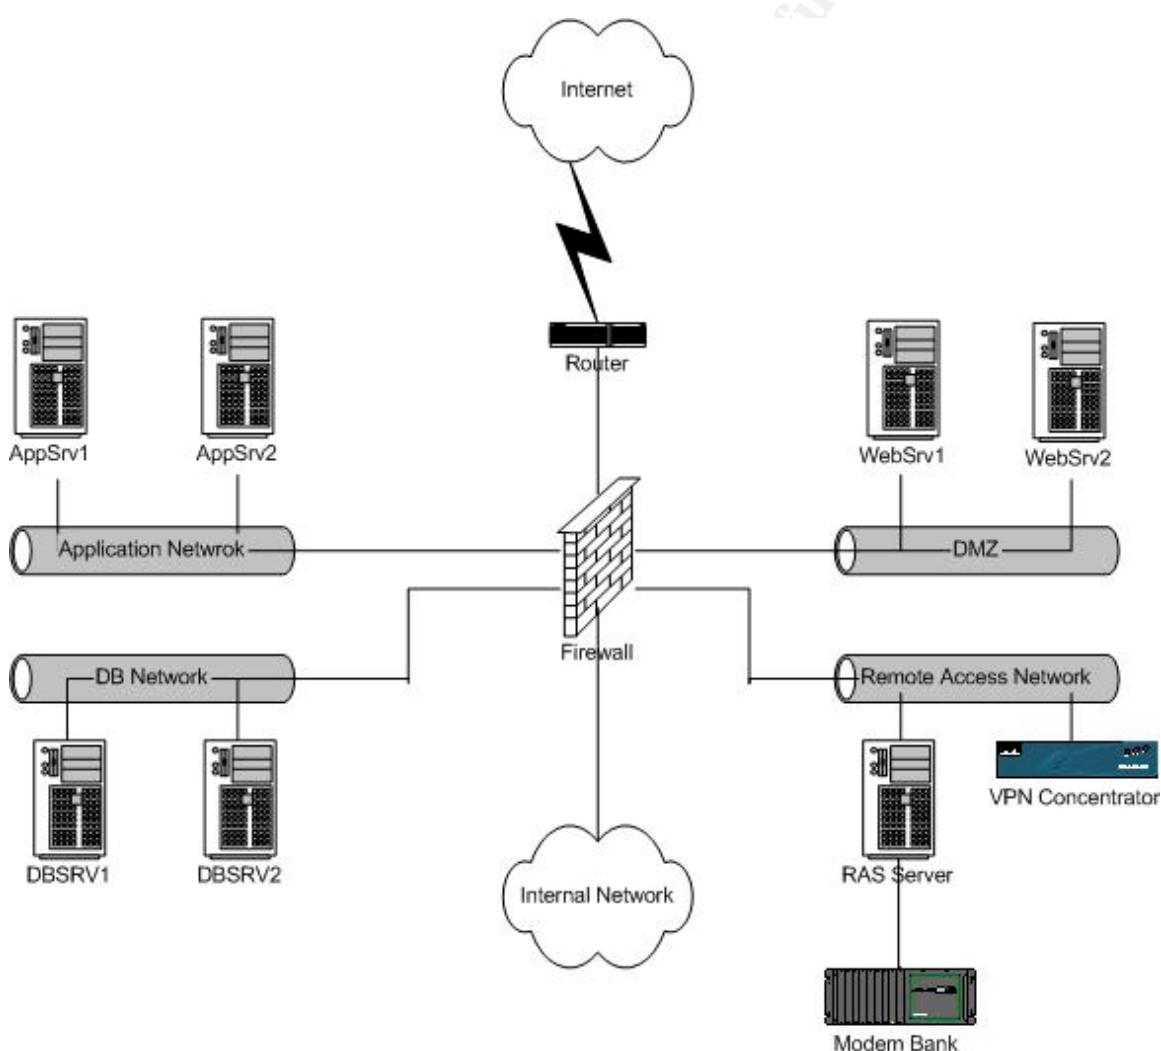 Internet
Router
AppSrv1
AppSrv2
WebSrv1
WebSrv2
Application Netwrok
DMZ
Firewall
DB Network
Remote Access Network
DBSRV1
DBSRV2
Internal Network
RAS Server
VPN Concentrator
Modem Bank